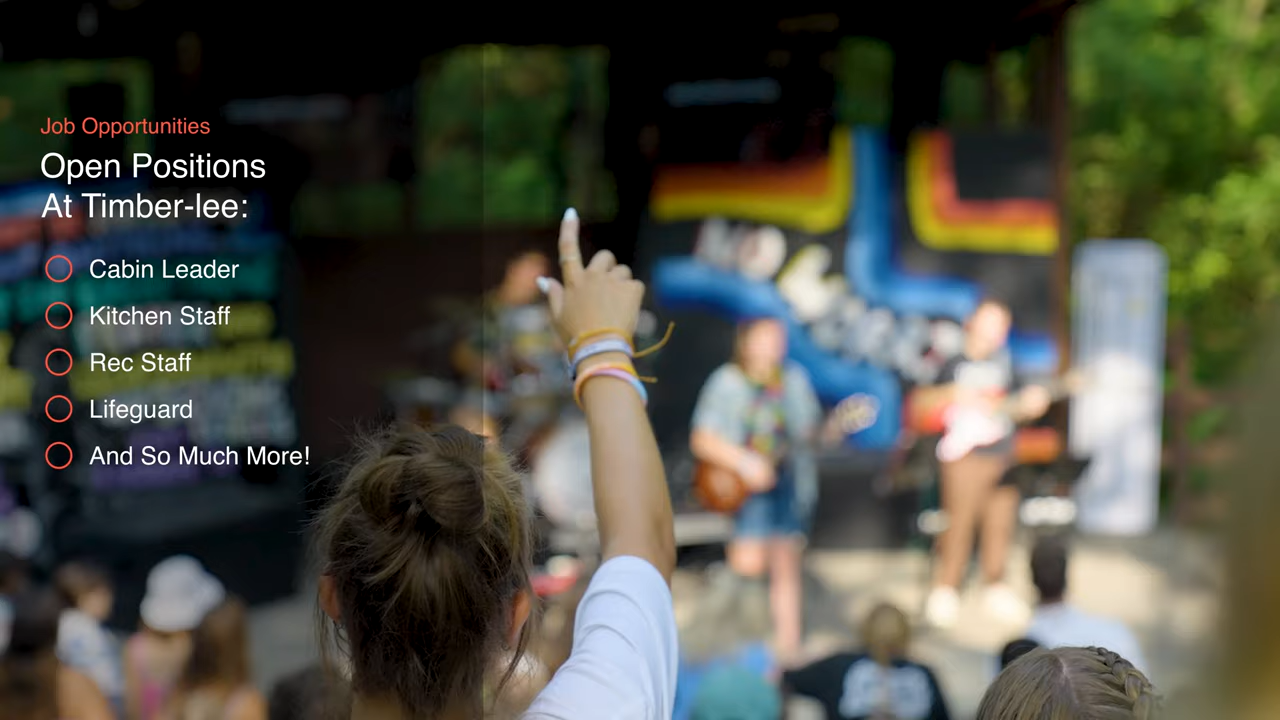 Job Opportunities
Open Positions
At Timber-lee:
Cabin Leader
Kitchen Staff
Rec Staff
Lifeguard
And So Much More!